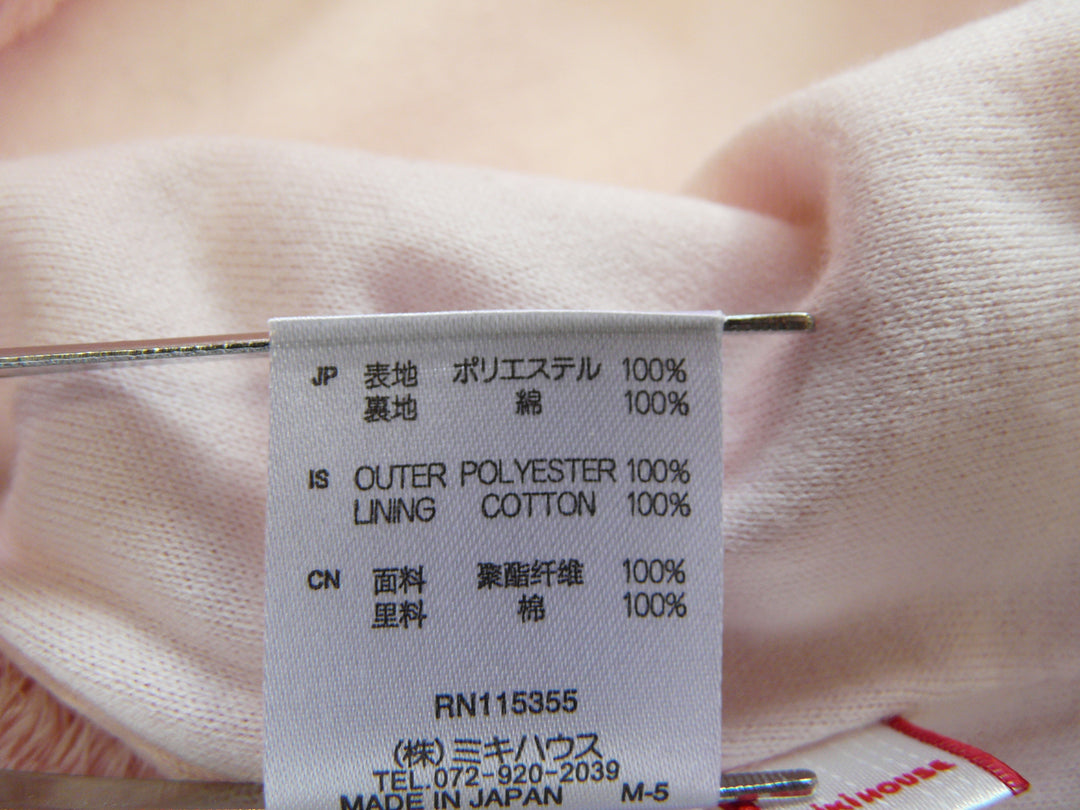 JP 表地 ポリエステル 100%
裏地 綿 100%
IS OUTER POLYESTER 100%
LINING COTTON 100%
CN 面料 聚酯纤维 100%
里料 棉 100%
RN115355
(株)ミキハウス
TEL.072-920-2039
MADE IN JAPAN M-5